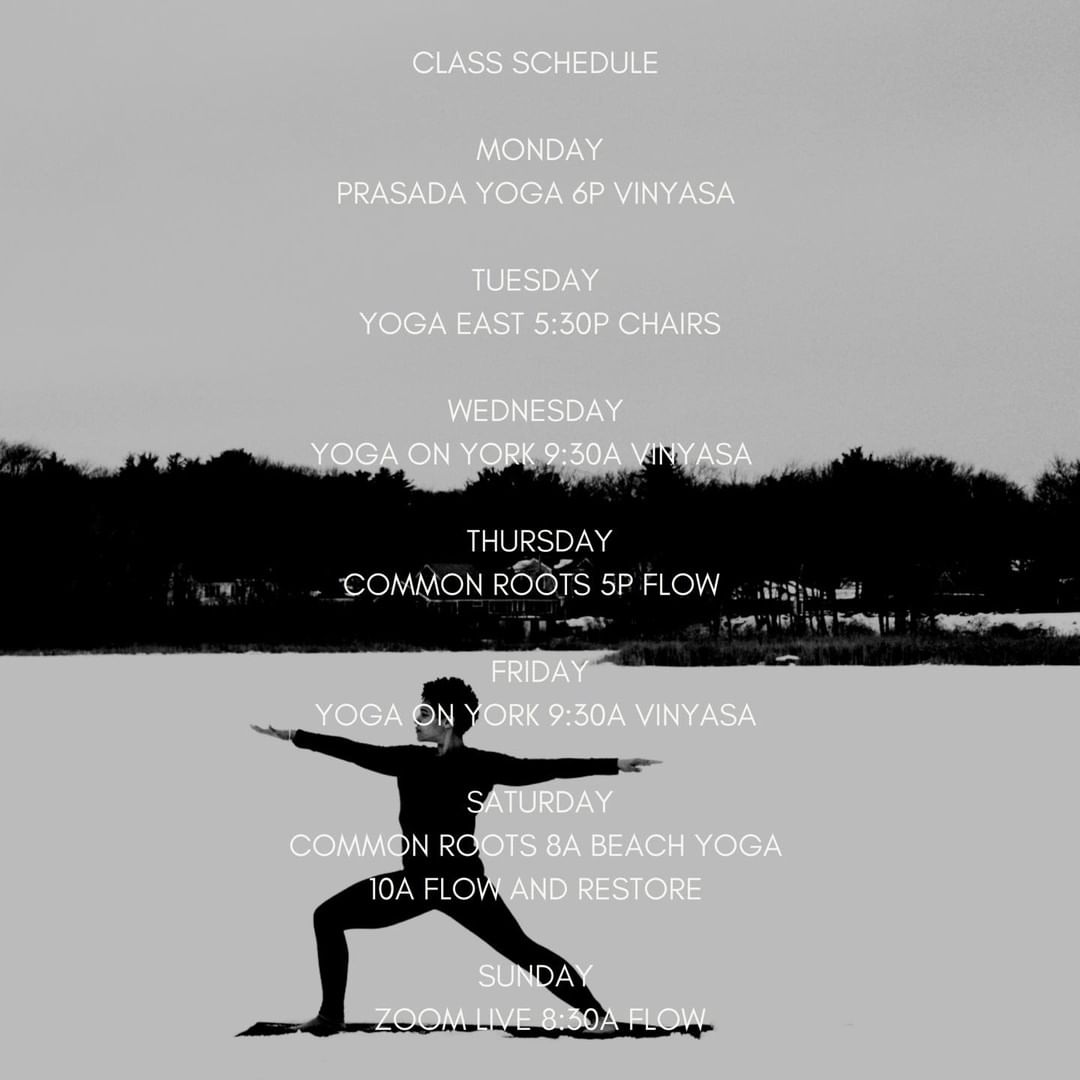 CLASS SCHEDULE
MONDAY
PRASADA YOGA 6P VINYASA
TUESDAY
YOGA EAST 5:30P CHAIRS
WEDNESDAY
YOGA ON YORK 9:30A VINYASA
THURSDAY
COMMON ROOTS 5P FLOW
FRIDAY
YOGA ON YORK 9:30A VINYASA
SATURDAY
COMMON ROOTS 8A BEACH YOGA
10A FLOW AND RESTORE
SUNDAY
ZOOM LIVE 8:30A FLOW